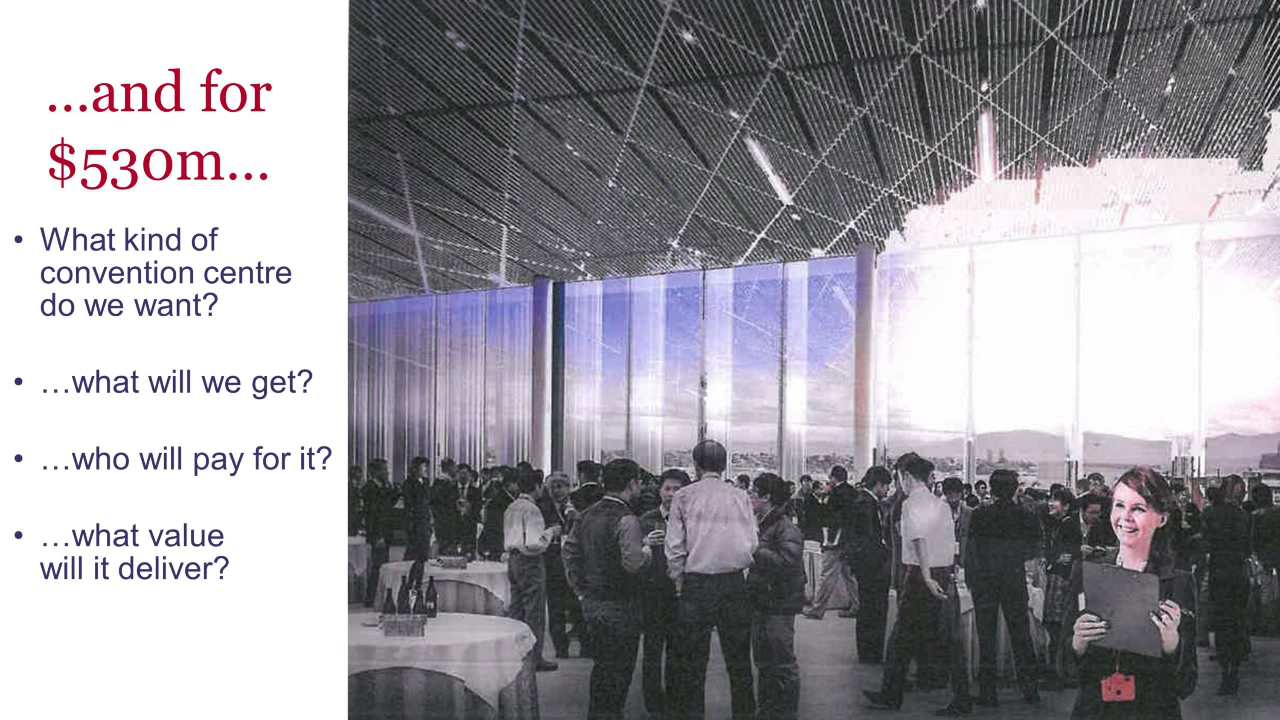 ...and for
$530m...
• What kind of
convention centre
do we want?
• …what will we get?
• …who will pay for it?
• …what value
will it deliver?